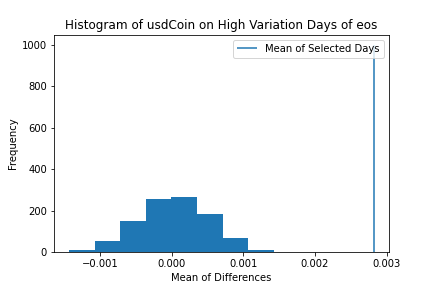 Histogram of usdCoin on High Variation Days of eos
1000
800
600
400
200
0
Frequency
Mean of Selected Days
−0.001 0.000 0.001 0.002 0.003
Mean of Differences